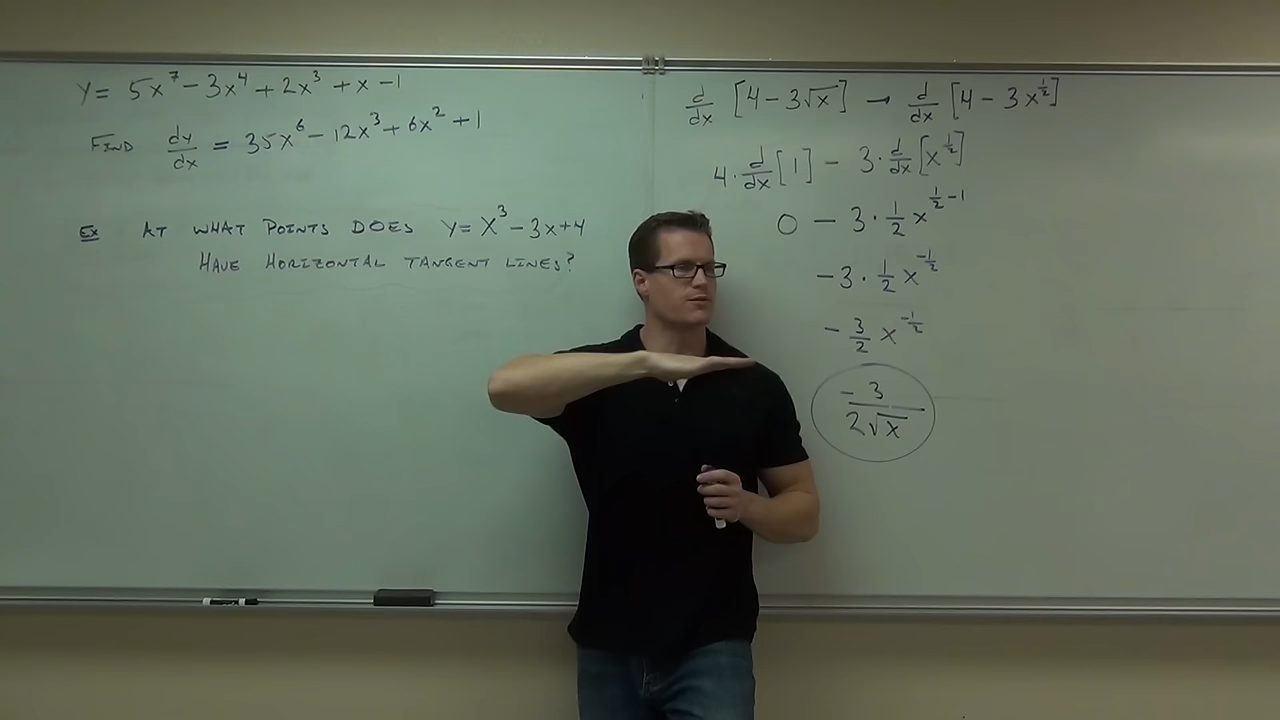 Y= 5x⁷ − 3x⁴ + 2x³ + x − 1
FIND dy/dx = 35x⁶ − 12x³ + 6x² + 1
EX AT WHAT POINTS DOES Y= X³ − 3x + 4
HAVE HORIZONTAL TANGENT LINES?
d/dx [4 − 3√x] → d/dx [4 − 3x^(1/2)]
4 · d/dx [1] − 3 · d/dx [x^(1/2)]
0 − 3 · 1/2 x^(1/2 − 1)
−3 · 1/2 x^(−1/2)
− 3/2 x^(−1/2)
−3/(2√x)